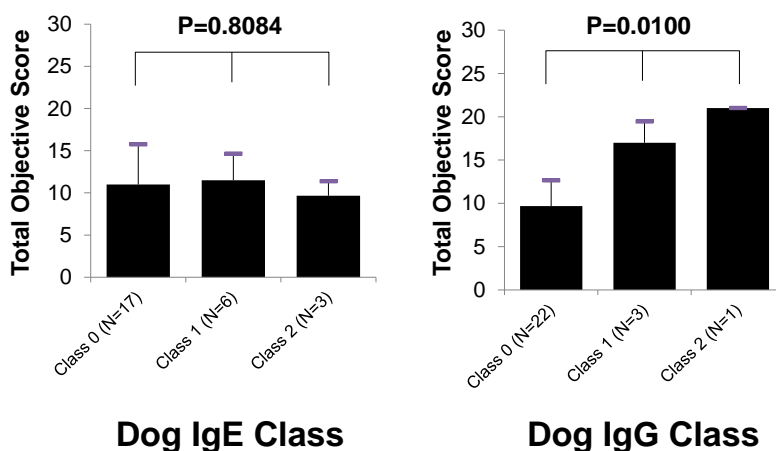 P=0.8084
Total Objective Score
30
25
20
15
10
5
0
Class 0 (N=17)
Class 1 (N=6)
Class 2 (N=3)
Dog IgE Class
P=0.0100
Total Objective Score
30
25
20
15
10
5
0
Class 0 (N=22)
Class 1 (N=3)
Class 2 (N=1)
Dog IgG Class